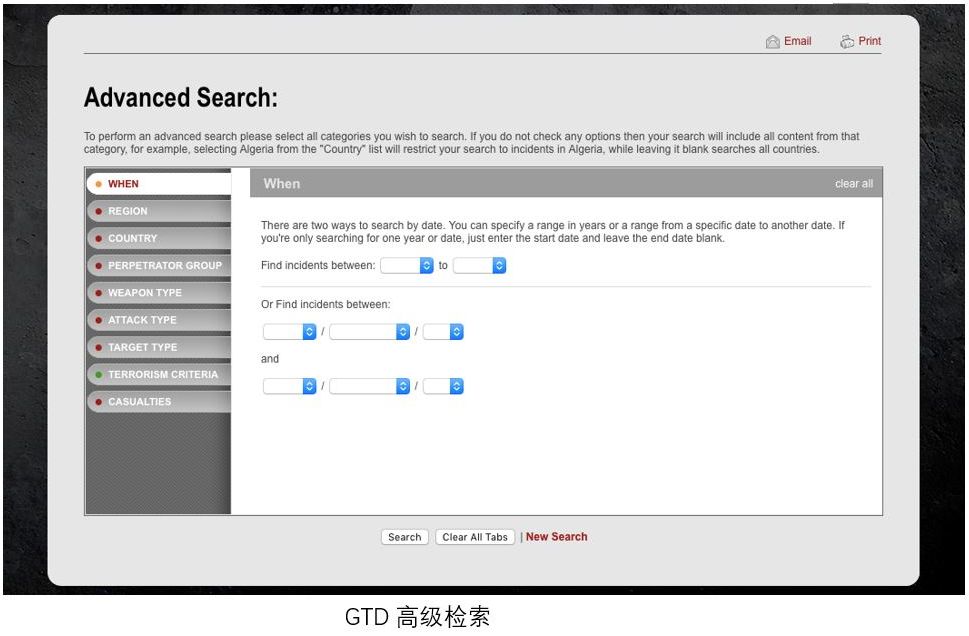 Email Print
Advanced Search:
To perform an advanced search please select all categories you wish to search. If you do not check any options then your search will include all content from that
category, for example, selecting Algeria from the "Country" list will restrict your search to incidents in Algeria, while leaving it blank searches all countries.
WHEN
REGION
COUNTRY
PERPETRATOR GROUP
WEAPON TYPE
ATTACK TYPE
TARGET TYPE
TERRORISM CRITERIA
CASUALTIES
When clear all
There are two ways to search by date. You can specify a range in years or a range from a specific date to another date. If
you're only searching for one year or date, just enter the start date and leave the end date blank.
Find incidents between: to
Or Find incidents between:
/ /
and
/ /
Search Clear All Tabs | New Search
GTD 高级检索